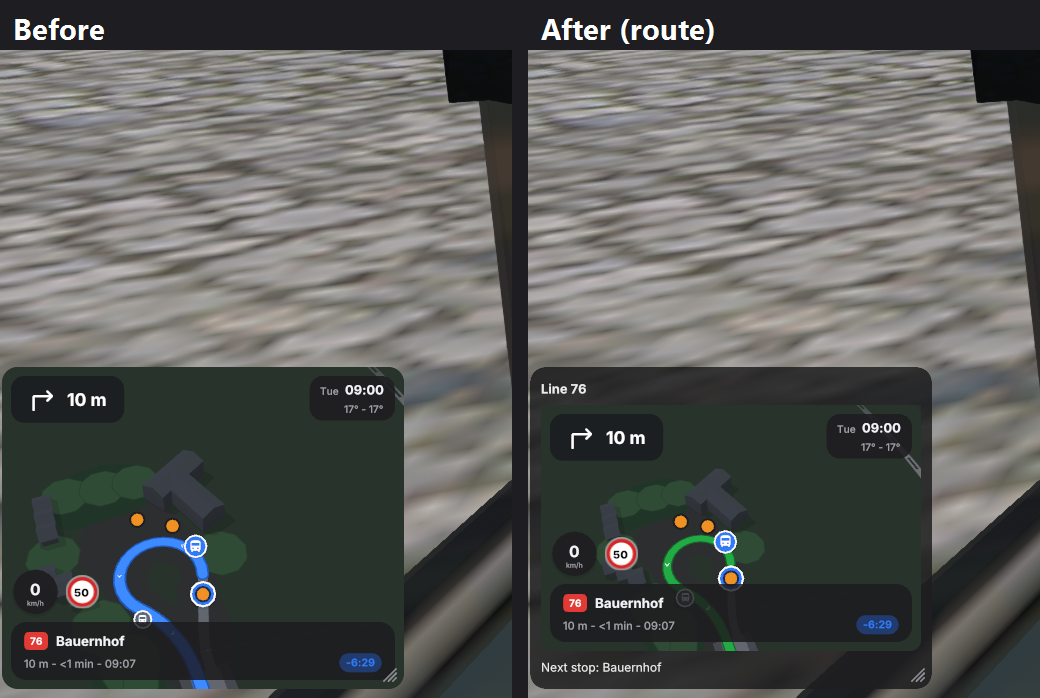 Before
10 m
Tue 09:00
17° - 17°
0
km/h
50
76 Bauernhof
10 m - <1 min - 09:07
-6:29
After (route)
Line 76
10 m
Tue 09:00
17° - 17°
0
km/h
50
76 Bauernhof
10 m - <1 min - 09:07
-6:29
Next stop: Bauernhof